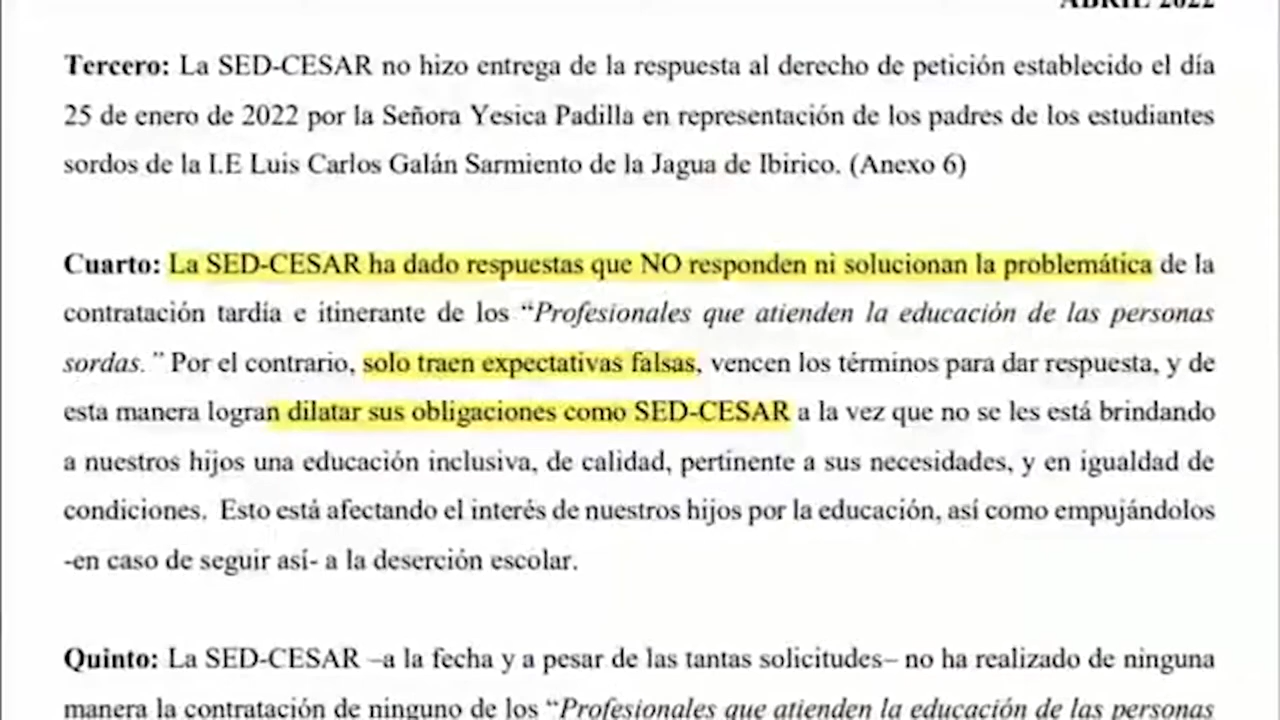 ABRIL 2022
Tercero: La SED-CESAR no hizo entrega de la respuesta al derecho de petición establecido el día
25 de enero de 2022 por la Señora Yesica Padilla en representación de los padres de los estudiantes
sordos de la I.E Luis Carlos Galán Sarmiento de la Jagua de Ibirico. (Anexo 6)
Cuarto: La SED-CESAR ha dado respuestas que NO responden ni solucionan la problemática de la
contratación tardía e itinerante de los “Profesionales que atienden la educación de las personas
sordas.” Por el contrario, solo traen expectativas falsas, vencen los términos para dar respuesta, y de
esta manera logran dilatar sus obligaciones como SED-CESAR a la vez que no se les está brindando
a nuestros hijos una educación inclusiva, de calidad, pertinente a sus necesidades, y en igualdad de
condiciones. Esto está afectando el interés de nuestros hijos por la educación, así como empujándolos
-en caso de seguir así- a la deserción escolar.
Quinto: La SED-CESAR –a la fecha y a pesar de las tantas solicitudes– no ha realizado de ninguna
manera la contratación de ninguno de los “Profesionales que atienden la educación de las personas